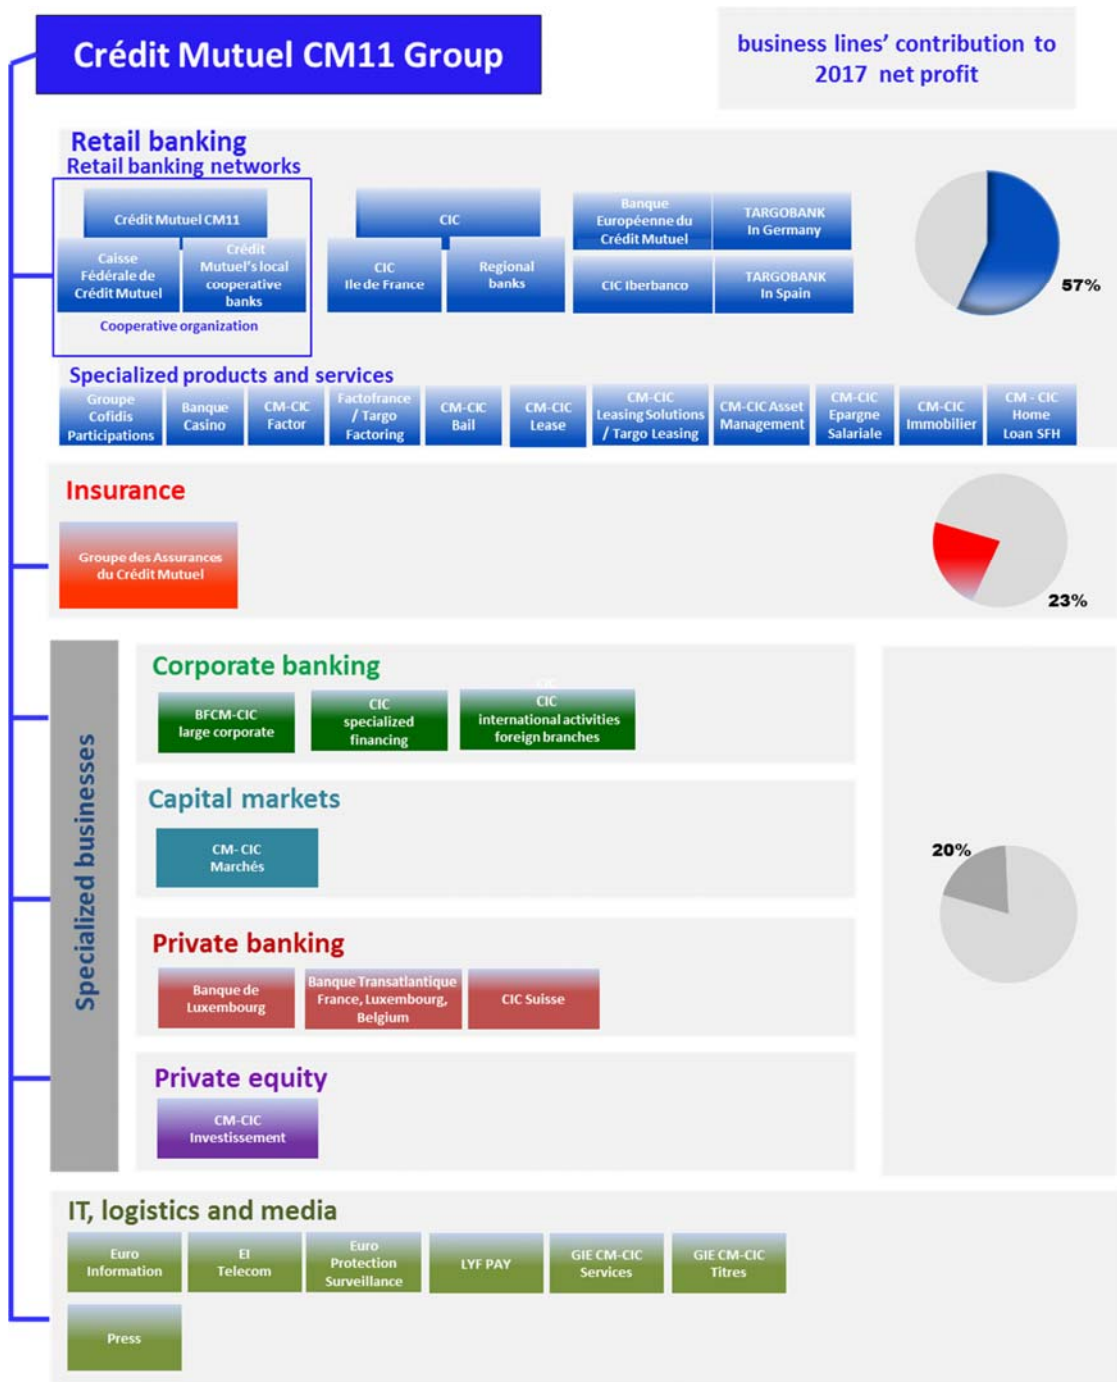 Crédit Mutuel CM11 Group
business lines' contribution to
2017 net profit
Retail banking
Retail banking networks
Crédit Mutuel CM11
Caisse
Fédérale de
Crédit Mutuel
Crédit
Mutuel's local
cooperative
banks
Cooperative organization
CIC
CIC
Ile de France
Regional
banks
Banque
Européenne du
Crédit Mutuel
TARGOBANK
In Germany
CIC Iberbanco
TARGOBANK
In Spain
57%
Specialized products and services
Groupe
Cofidis
Participations
Banque
Casino
CM-CIC
Factor
Factofrance
/ Targo
Factoring
CM-CIC
Bail
CM-CIC
Lease
CM-CIC
Leasing Solutions
/ Targo Leasing
CM-CIC Asset
Management
CM-CIC
Epargne
Salariale
CM-CIC
Immobilier
CM - CIC
Home
Loan SFH
Insurance
Groupe des Assurances
du Crédit Mutuel
23%
Specialized businesses
Corporate banking
BFCM-CIC
large corporate
CIC
specialized
financing
CIC
international activities
foreign branches
Capital markets
CM- CIC
Marchés
20%
Private banking
Banque de
Luxembourg
Banque Transatlantique
France, Luxembourg,
Belgium
CIC Suisse
Private equity
CM-CIC
Investissement
IT, logistics and media
Euro
Information
EI
Telecom
Euro
Protection
Surveillance
LYF PAY
GIE CM-CIC
Services
GIE CM-CIC
Titres
Press